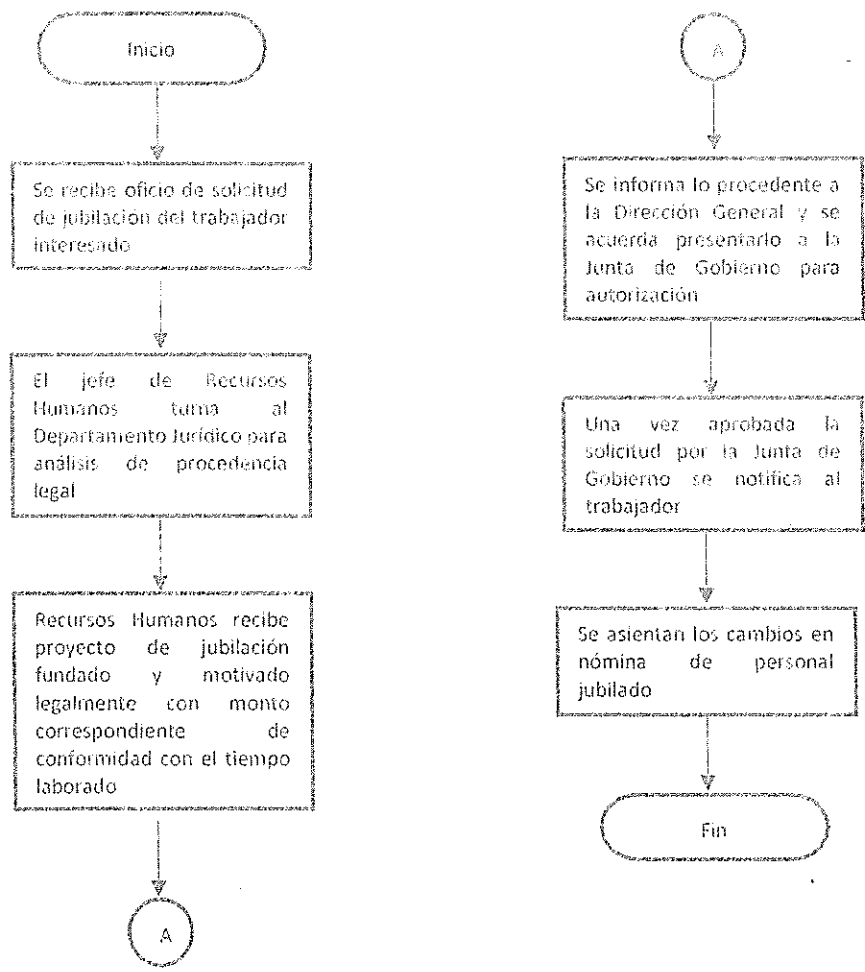 Inicio
Se recibe oficio de solicitud
de jubilación del trabajador
interesado
El jefe de Recursos
Humanos turna al
Departamento Jurídico para
análisis de procedencia
legal
Recursos Humanos recibe
proyecto de jubilación
fundado y motivado
legalmente con monto
correspondiente de
conformidad con el tiempo
laborado
A
A
Se informa lo procedente a
la Dirección General y se
acuerda presentarlo a la
Junta de Gobierno para
autorización
Una vez aprobada la
solicitud por la Junta de
Gobierno se notifica al
trabajador
Se asientan los cambios en
nómina de personal
jubilado
Fin